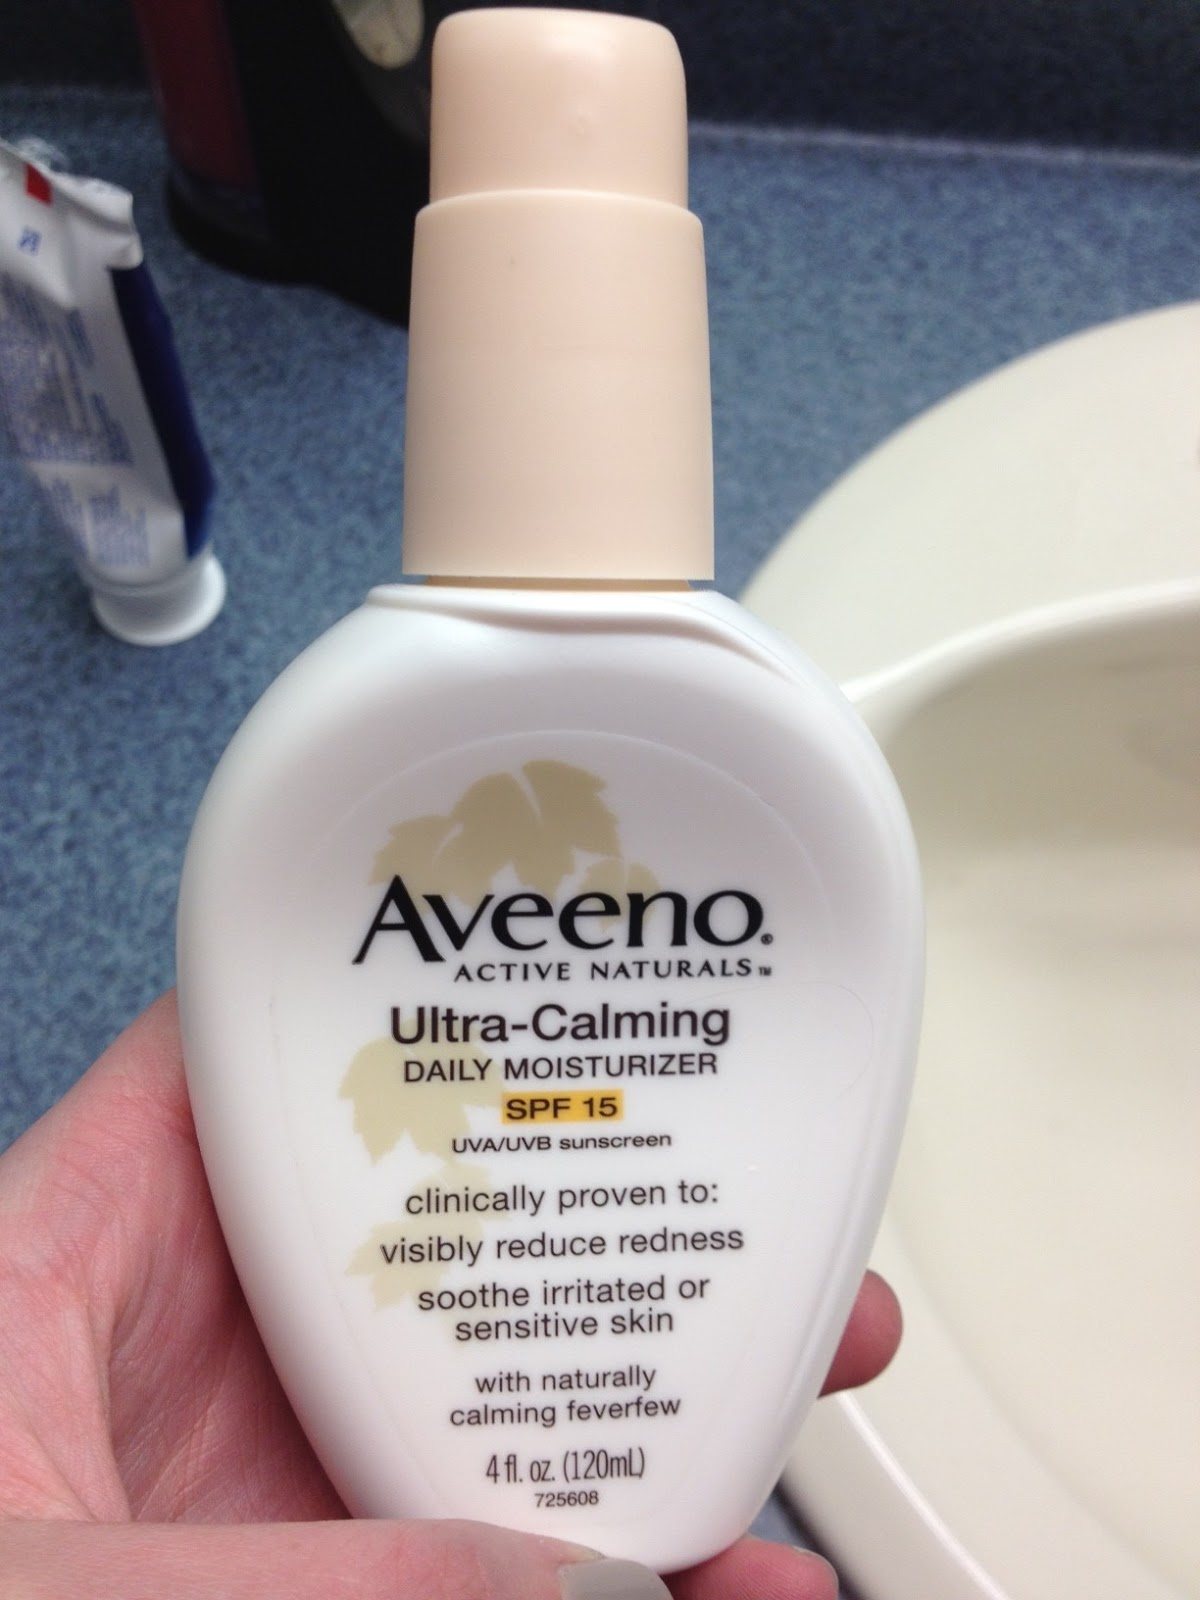 AVEENO®
ACTIVE NATURALS™
Ultra-Calming
DAILY MOISTURIZER
SPF 15
UVA/UVB sunscreen
clinically proven to:
visibly reduce redness
soothe irritated or
sensitive skin
with naturally
calming feverfew
4 fl. oz. (120mL)
725608